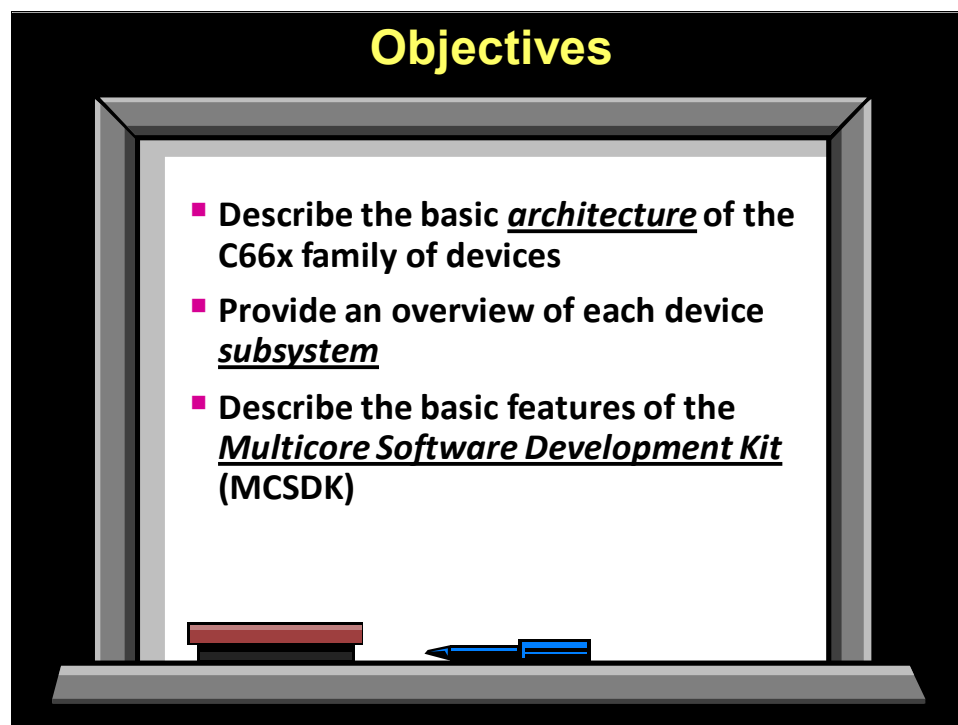 Objectives
▪ Describe the basic architecture of the
C66x family of devices
▪ Provide an overview of each device
subsystem
▪ Describe the basic features of the
Multicore Software Development Kit
(MCSDK)